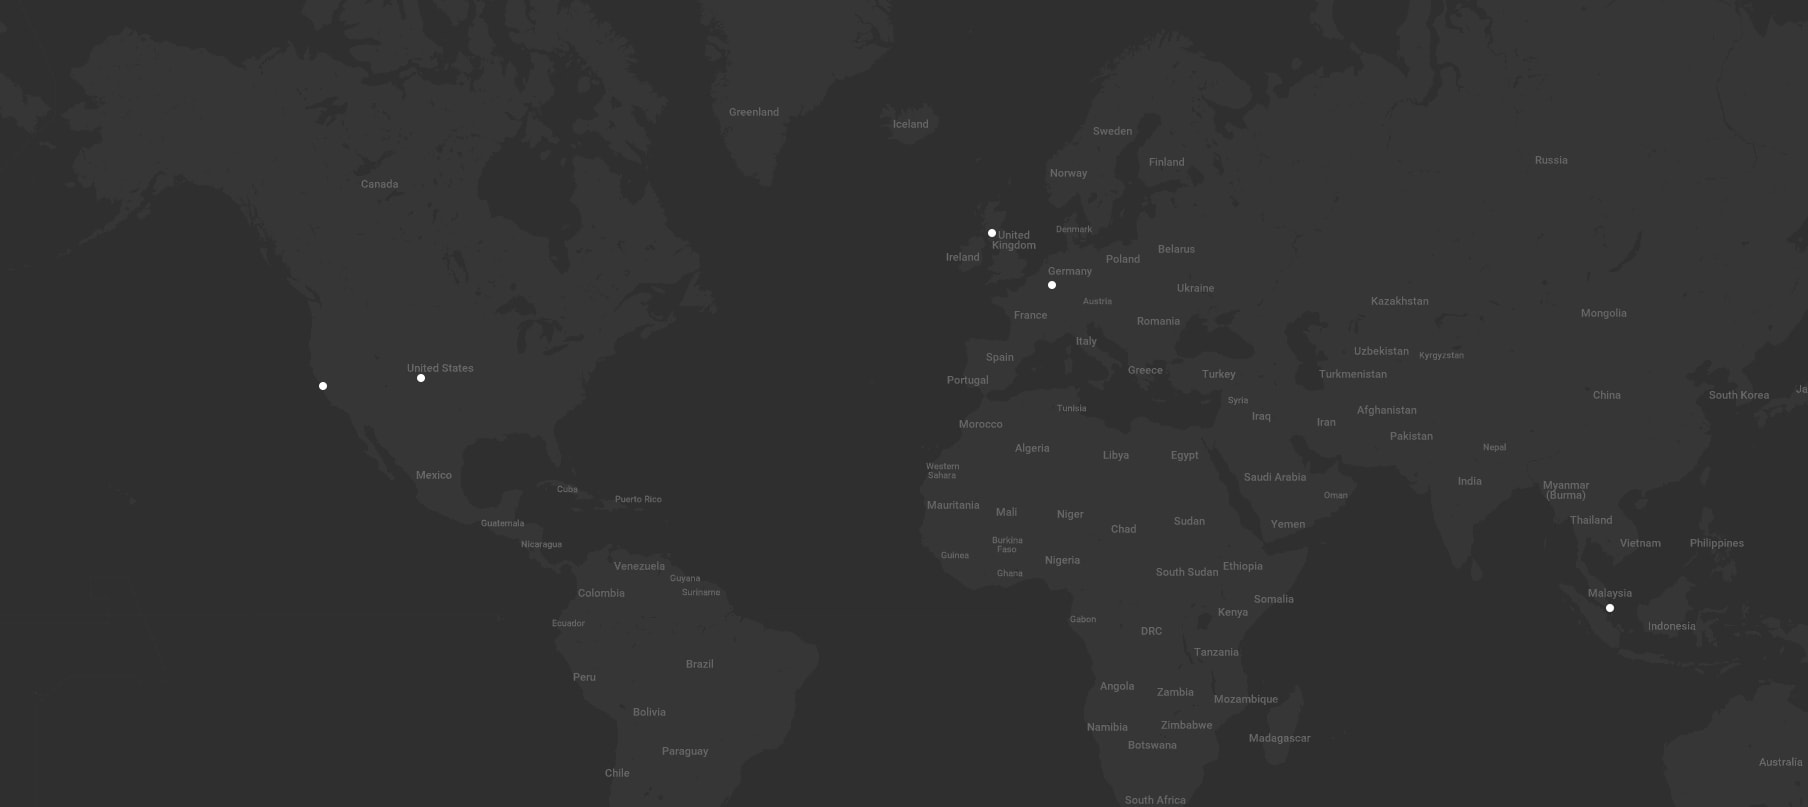 Greenland
Iceland
Sweden
Finland
Russia
Norway
Canada
Denmark
United
Kingdom
Belarus
Ireland
Poland
Germany
Ukraine
Austria
Kazakhstan
France
Mongolia
Romania
Italy
Uzbekistan
Kyrgyzstan
Spain
United States
Greece
Turkey
Turkmenistan
Portugal
Ja
China
South Korea
Syria
Tunisia
Afghanistan
Iraq
Iran
Morocco
Pakistan
Algeria
Nepal
Libya
Egypt
Western
Sahara
Mexico
Saudi Arabia
India
Myanmar
(Burma)
Cuba
Oman
Puerto Rico
Mauritania
Mali
Niger
Thailand
Guatemala
Sudan
Yemen
Chad
Burkina
Faso
Nicaragua
Vietnam
Philippines
Guinea
Nigeria
Venezuela
Ethiopia
Ghana
South Sudan
Guyana
Colombia
Suriname
Malaysia
Somalia
Kenya
Ecuador
Gabon
Indonesia
DRC
Tanzania
Brazil
Peru
Angola
Zambia
Mozambique
Bolivia
Namibia
Zimbabwe
Madagascar
Botswana
Paraguay
Australia
Chile
South Africa